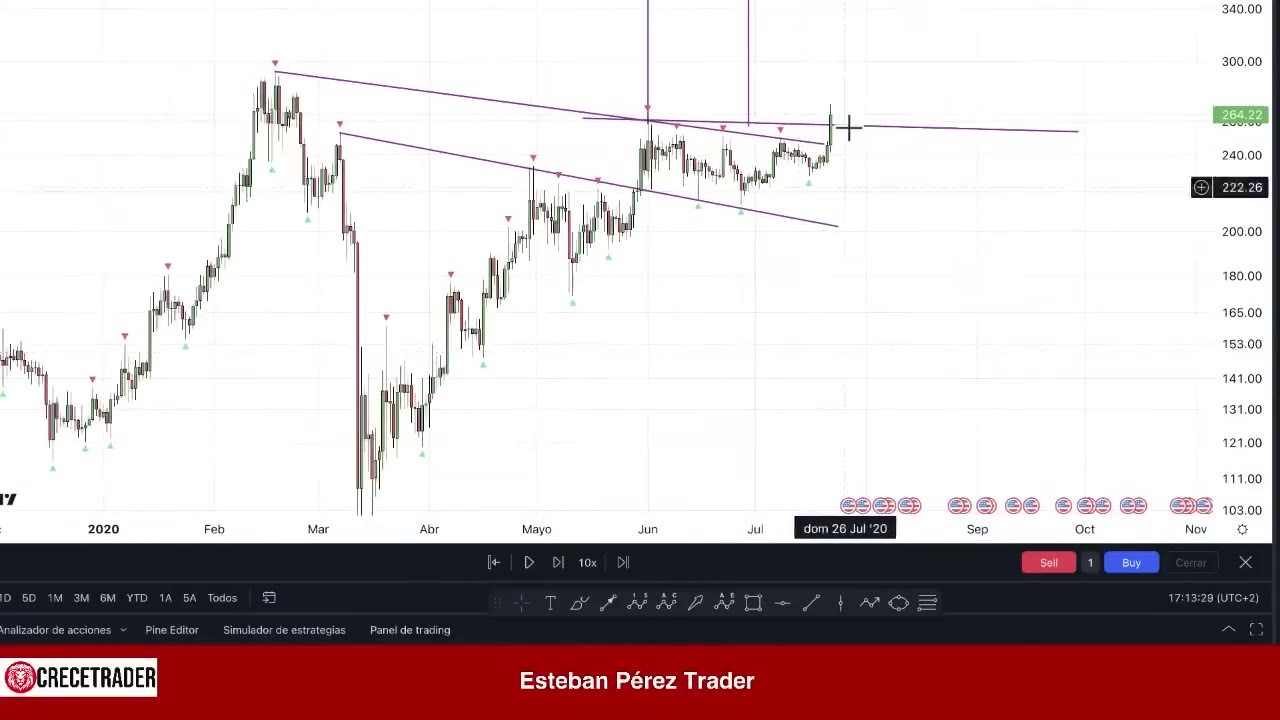 340.00
300.00
264.22
240.00
222.26
200.00
180.00
165.00
153.00
141.00
131.00
121.00
111.00
103.00
2020 Feb Mar Abr Mayo Jun Jul dom 26 Jul '20 Sep Oct Nov
10x Sell 1 Buy Cerrar
1D 5D 1M 3M 6M YTD 1A 5A Todos
17:13:29 (UTC+2)
Analizador de acciones Pine Editor Simulador de estrategias Panel de trading
CRECETRADER
Esteban Pérez Trader